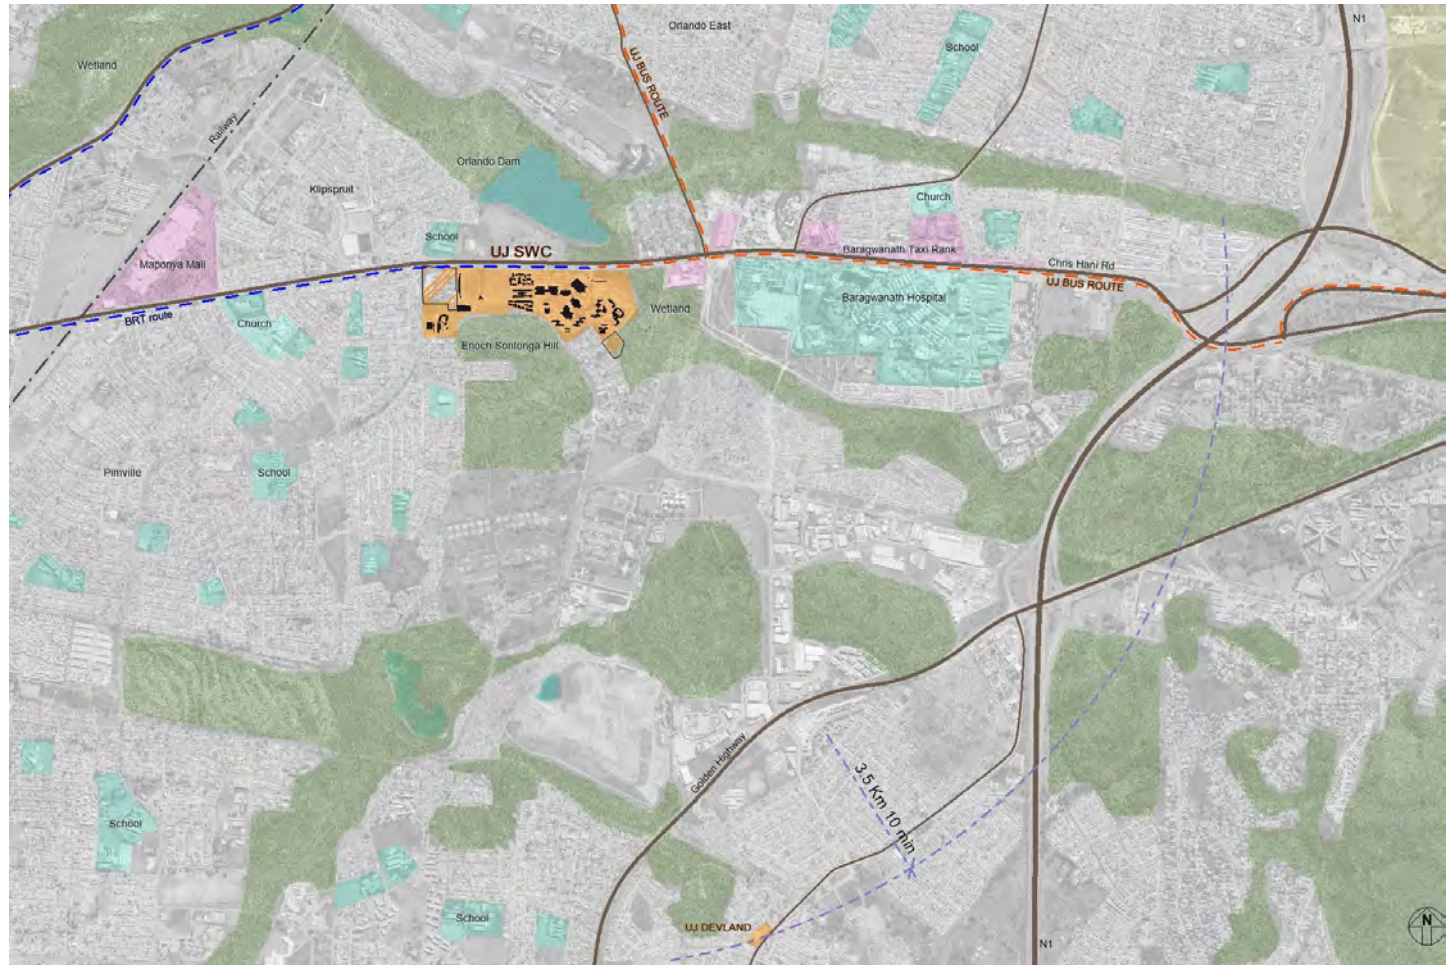 N1
Orlando East
School
Wetland
UJ BUS ROUTE
Railway
Orlando Dam
Klipspruit
Church
School
UJ SWC
Baragwanath Taxi Rank
Maponya Mall
Chris Hani Rd
UJ BUS ROUTE
Baragwanath Hospital
Wetland
BRT route
Church
Enoch Sontonga Hill
Pimville
School
Golden Highway
3.5 Km 10 min
School
School
UJ DEVLAND
N
N1